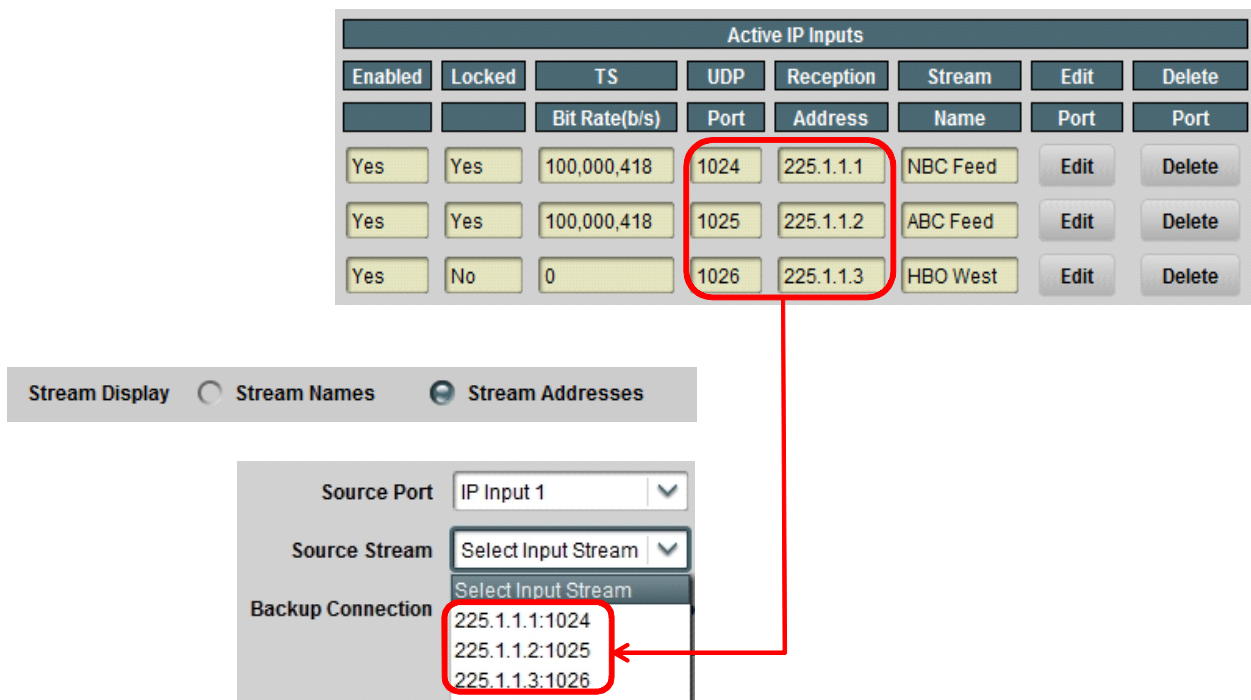 Active IP Inputs
Enabled Locked TS UDP Reception Stream Edit Delete
Bit Rate(b/s) Port Address Name Port Port
Yes Yes 100,000,418 1024 225.1.1.1 NBC Feed Edit Delete
Yes Yes 100,000,418 1025 225.1.1.2 ABC Feed Edit Delete
Yes No 0 1026 225.1.1.3 HBO West Edit Delete
Stream Display Stream Names Stream Addresses
Source Port IP Input 1
Source Stream Select Input Stream
Select Input Stream
Backup Connection
225.1.1.1:1024
225.1.1.2:1025
225.1.1.3:1026